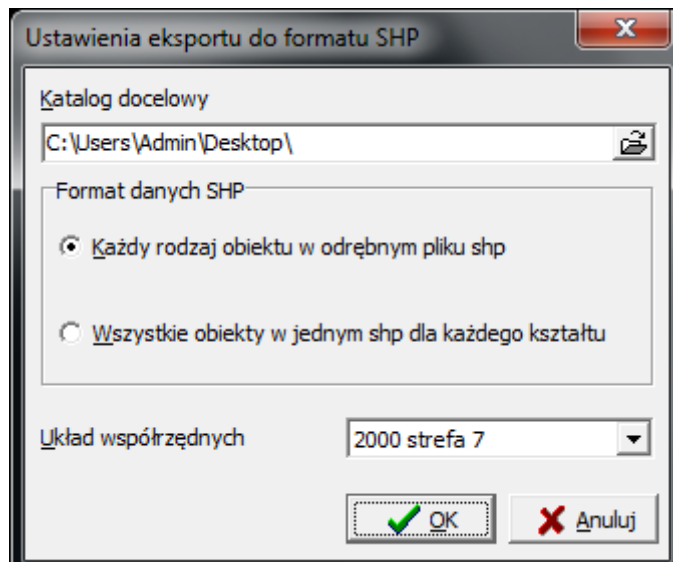 Ustawienia eksportu do formatu SHP
Katalog docelowy
C:\Users\Admin\Desktop\
Format danych SHP
Każdy rodzaj obiektu w odrębnym pliku shp
Wszystkie obiekty w jednym shp dla każdego kształtu
Układ współrzędnych
2000 strefa 7
OK
Anuluj